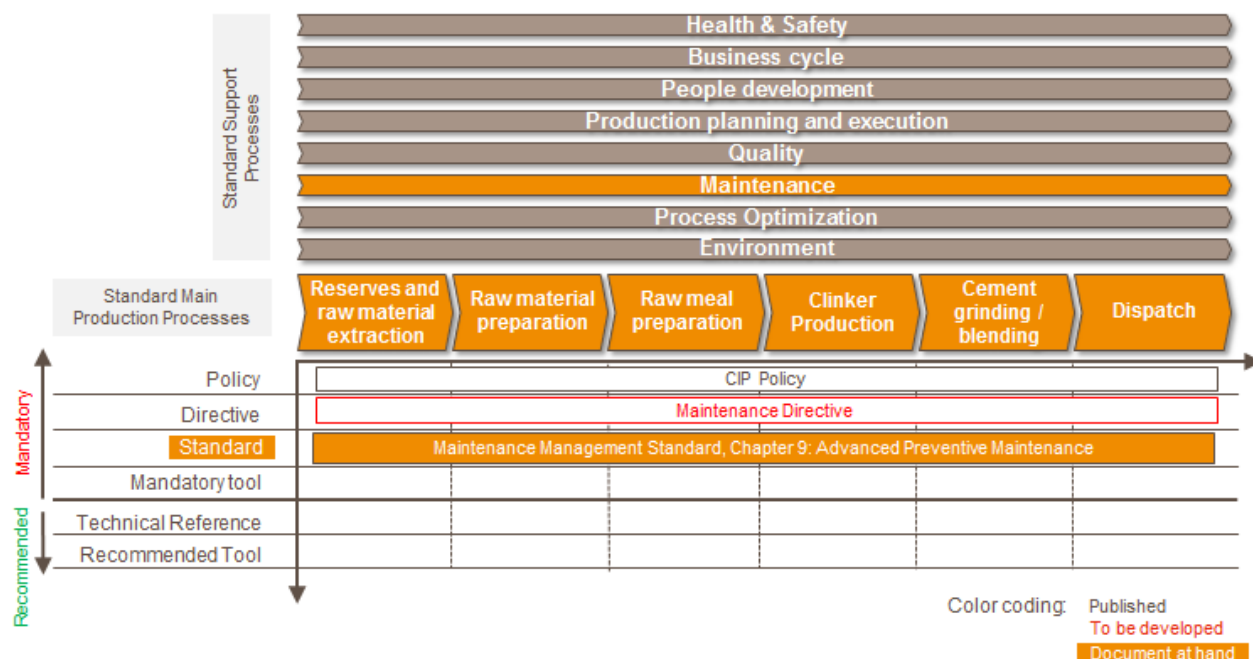 Standard Support
Processes
Health & Safety
Business cycle
People development
Production planning and execution
Quality
Maintenance
Process Optimization
Environment
Standard Main
Production Processes
Reserves and
raw material
extraction
Raw material
preparation
Raw meal
preparation
Clinker
Production
Cement
grinding /
blending
Dispatch
Mandatory
Policy
CIP Policy
Directive
Maintenance Directive
Standard
Maintenance Management Standard, Chapter 9: Advanced Preventive Maintenance
Mandatory tool
Recommended
Technical Reference
Recommended Tool
Color coding:
Published
To be developed
Document at hand